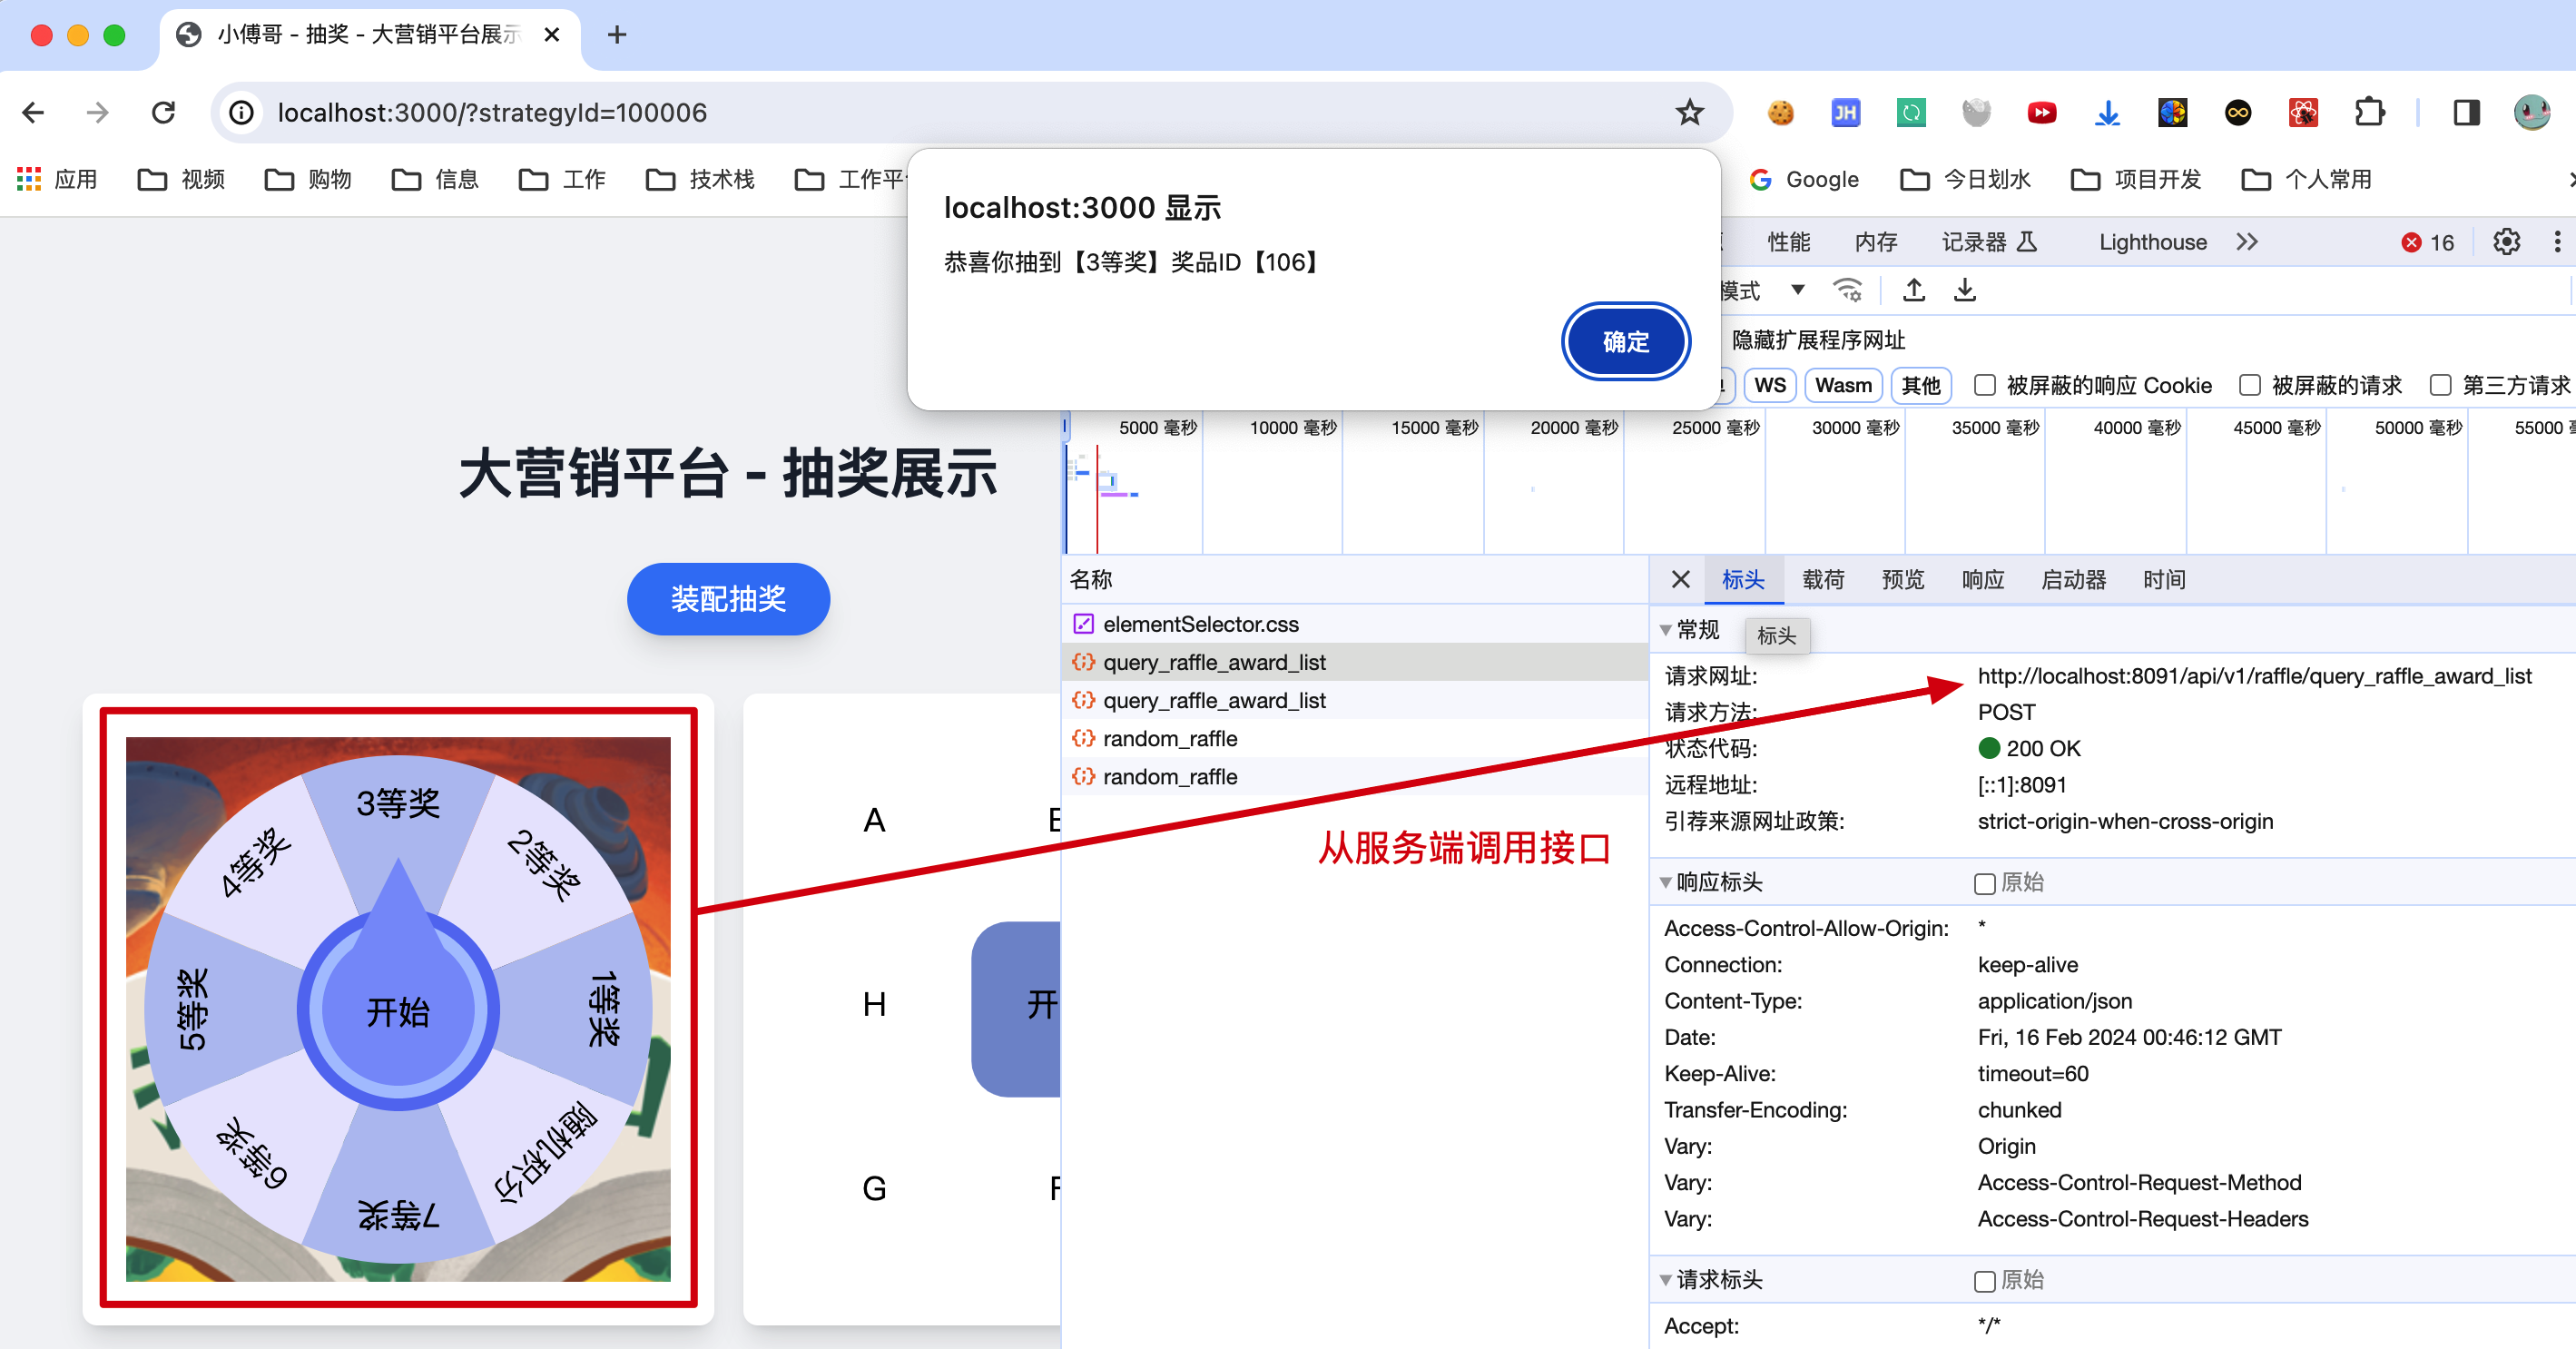 小傅哥 - 抽奖 - 大营销平台展示
localhost:3000/?strategyId=100006
JH
应用 视频 购物 信息 工作 技术栈 工作平 Google 今日划水 项目开发 个人常用
localhost:3000 显示
恭喜你抽到【3等奖】奖品ID【106】
确定
性能 内存 记录器 Lighthouse 16
模式
隐藏扩展程序网址
WS Wasm 其他 被屏蔽的响应 Cookie 被屏蔽的请求 第三方请求
5000 毫秒 10000 毫秒 15000 毫秒 20000 毫秒 25000 毫秒 30000 毫秒 35000 毫秒 40000 毫秒 45000 毫秒 50000 毫秒 55000
大营销平台 - 抽奖展示
装配抽奖
3等奖
2等奖
1等奖
随机积分
7等奖
6等奖
5等奖
4等奖
开始
A
H 开
G
名称
elementSelector.css
query_raffle_award_list
query_raffle_award_list
random_raffle
random_raffle
从服务端调用接口
标头 载荷 预览 响应 启动器 时间
常规 标头
请求网址: http://localhost:8091/api/v1/raffle/query_raffle_award_list
请求方法: POST
状态代码: 200 OK
远程地址: [::1]:8091
引荐来源网址政策: strict-origin-when-cross-origin
响应标头 原始
Access-Control-Allow-Origin: *
Connection: keep-alive
Content-Type: application/json
Date: Fri, 16 Feb 2024 00:46:12 GMT
Keep-Alive: timeout=60
Transfer-Encoding: chunked
Vary: Origin
Vary: Access-Control-Request-Method
Vary: Access-Control-Request-Headers
请求标头 原始
Accept: */*